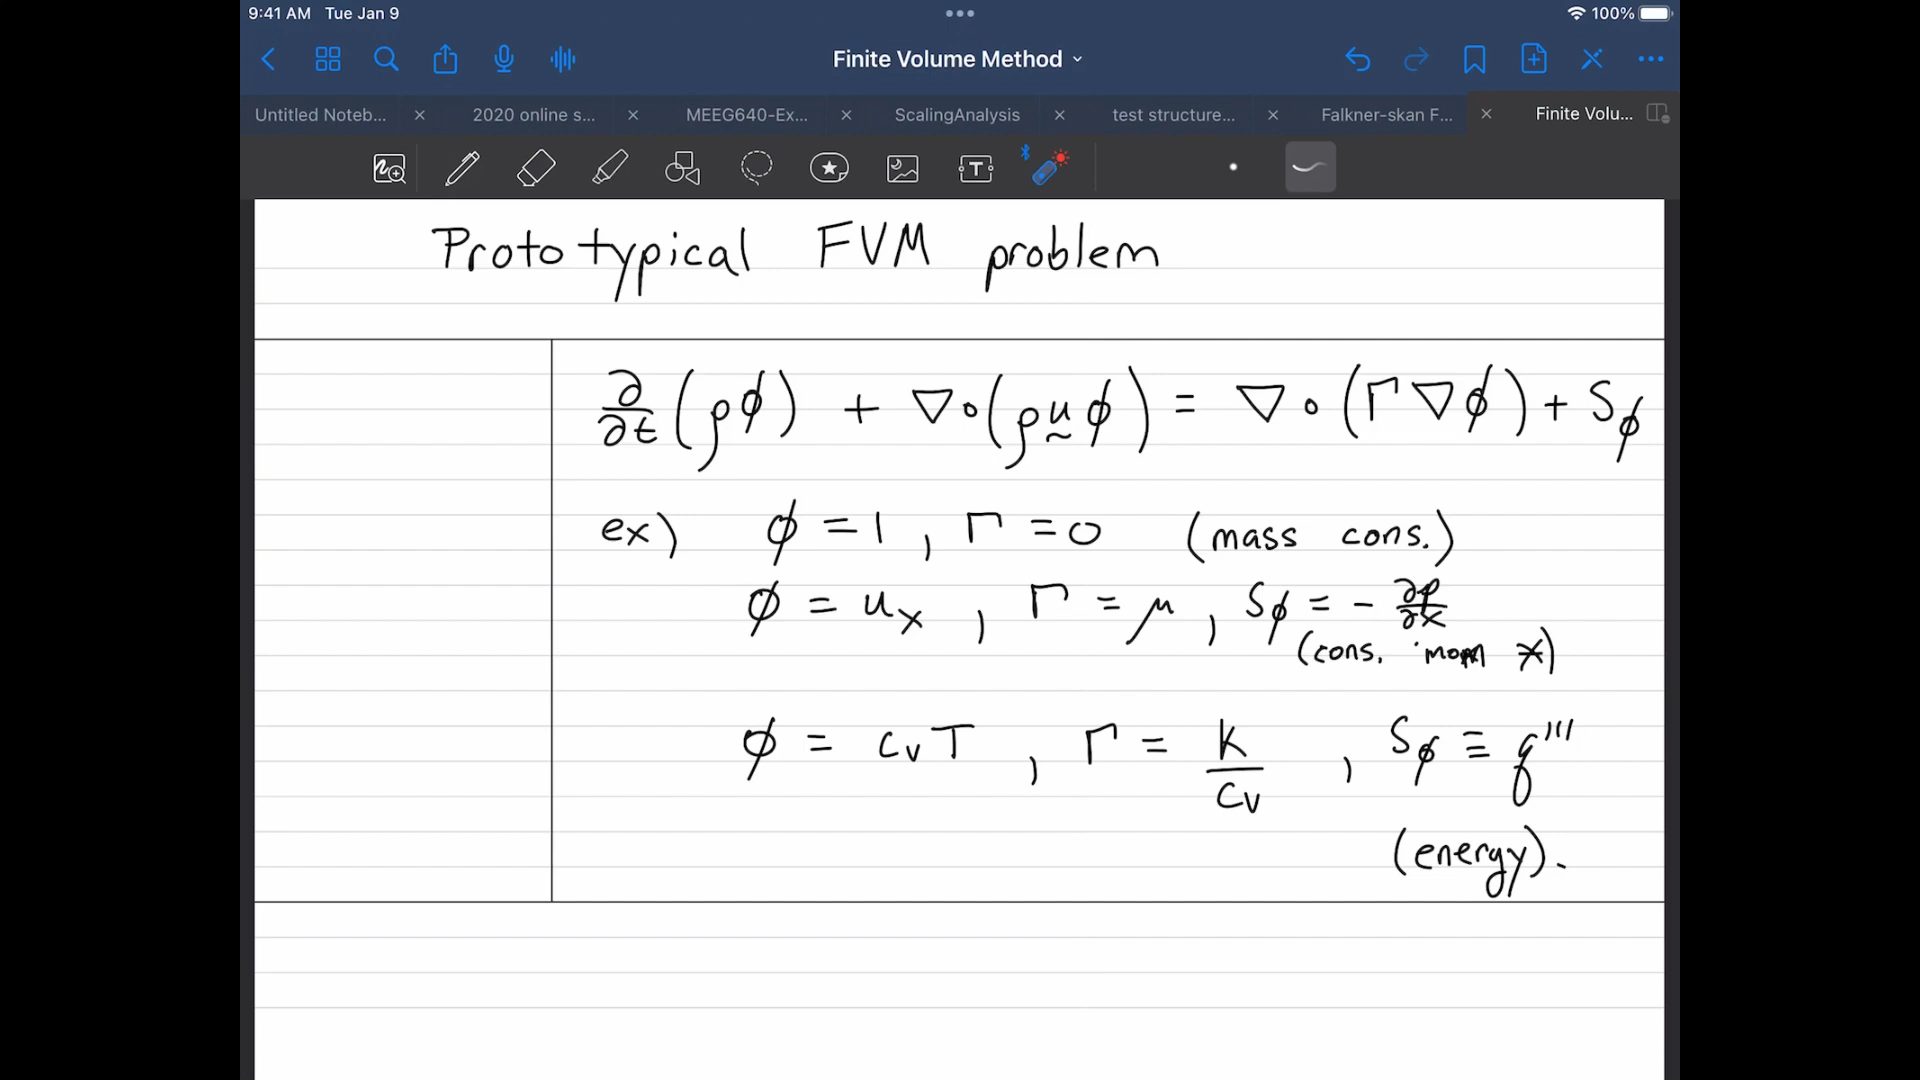 9:41 AM Tue Jan 9
100%
Finite Volume Method
Untitled Noteb... 2020 online s... MEEG640-Ex... ScalingAnalysis test structure... Falkner-skan F... Finite Volu...
T
Prototypical FVM problem
∂/∂t (ρϕ) + ∇∘(ρṵϕ) = ∇∘(Γ∇ϕ) + Sϕ
ex) ϕ = 1, Γ = 0 (mass cons.)
ϕ = uₓ, Γ = μ, Sϕ = - ∂p/∂x
(cons. mom x)
ϕ = cᵥT, Γ = k/cᵥ, Sϕ ≡ q'''
(energy).